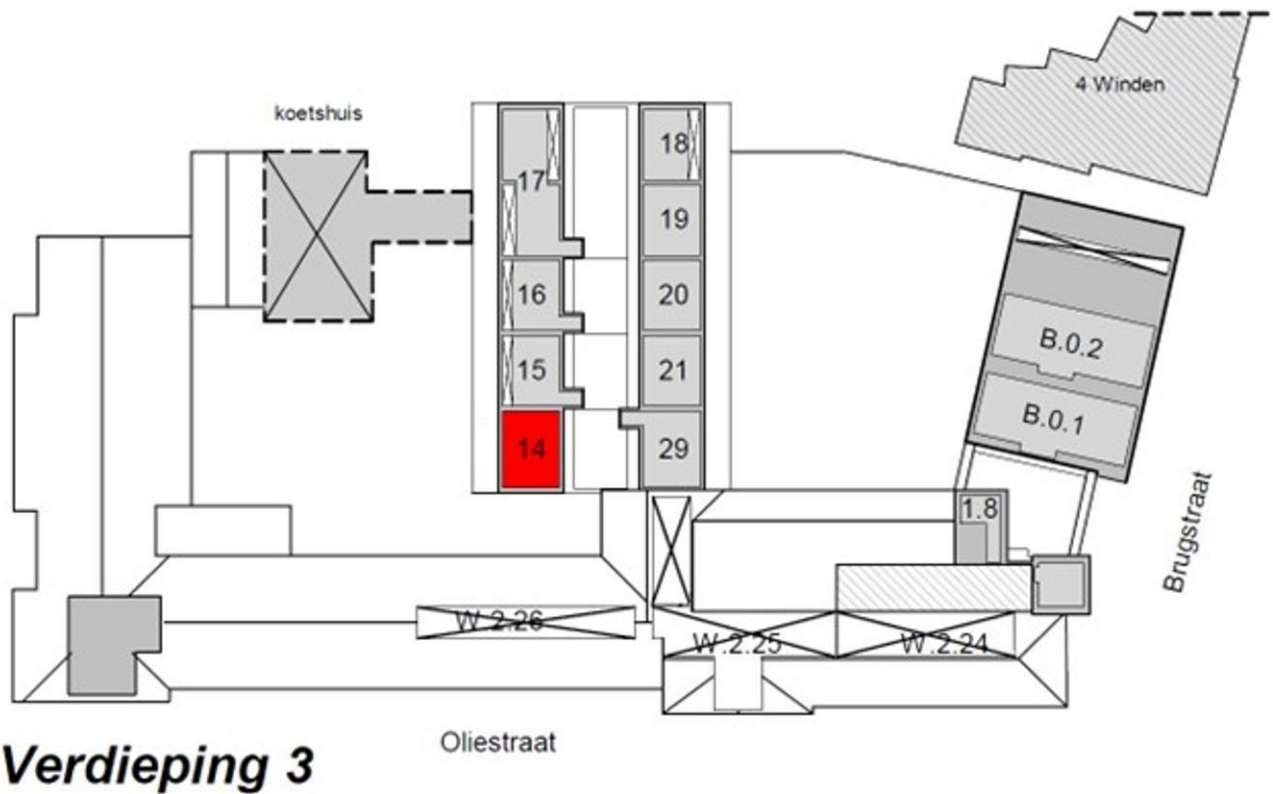 4 Winden
koetshuis
17
18
19
16
20
15
21
14
29
B.0.2
B.0.1
1.8
Brugstraat
W.2.26
W.2.25
W.2.24
Oliestraat
Verdieping 3